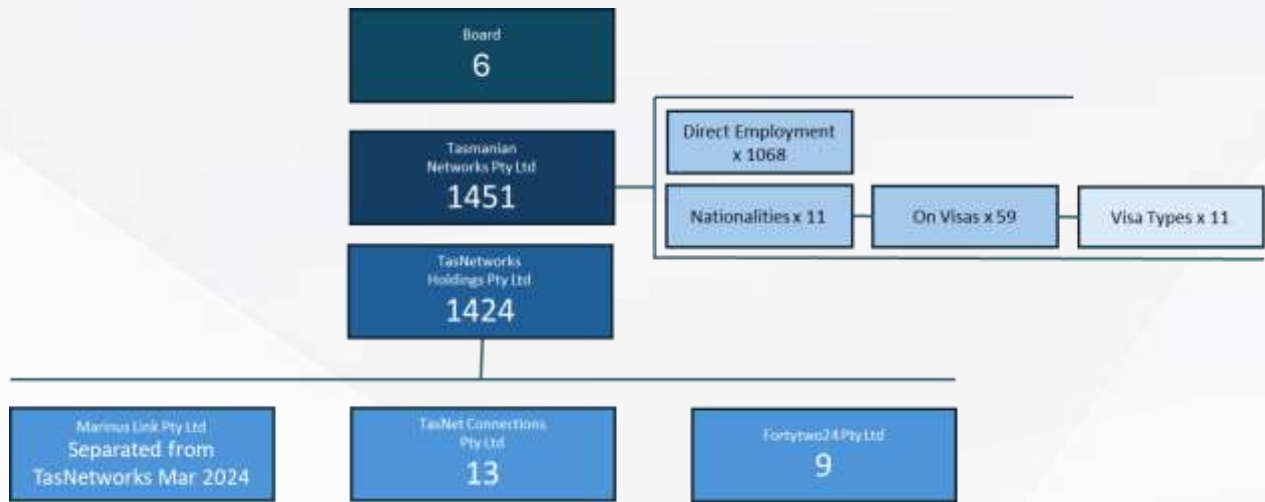 Board
6
Tasmanian
Networks Pty Ltd
1451
Direct Employment
x 1068
Nationalities x 11
On Visas x 59
Visa Types x 11
TasNetworks
Holdings Pty Ltd
1424
Marinus Link Pty Ltd
Separated from
TasNetworks Mar 2024
TasNet Connections
Pty Ltd
13
Fortytwo24 Pty Ltd
9